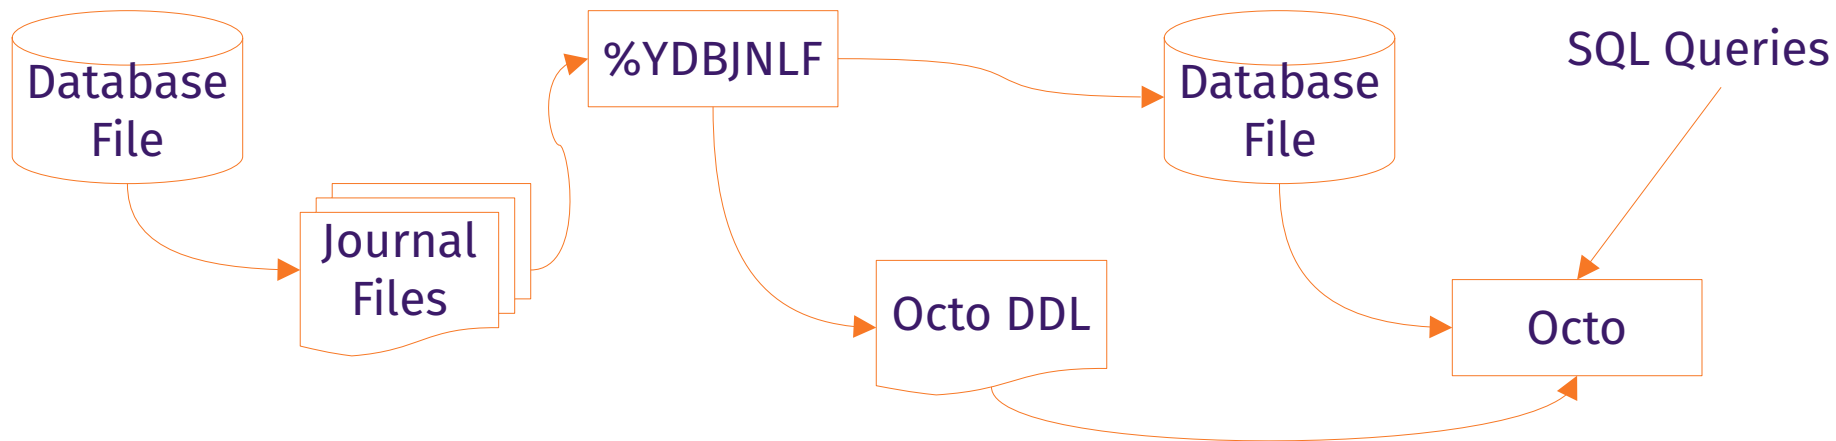 Database
File
Journal
Files
%YDBJNLF
Octo DDL
Database
File
SQL Queries
Octo